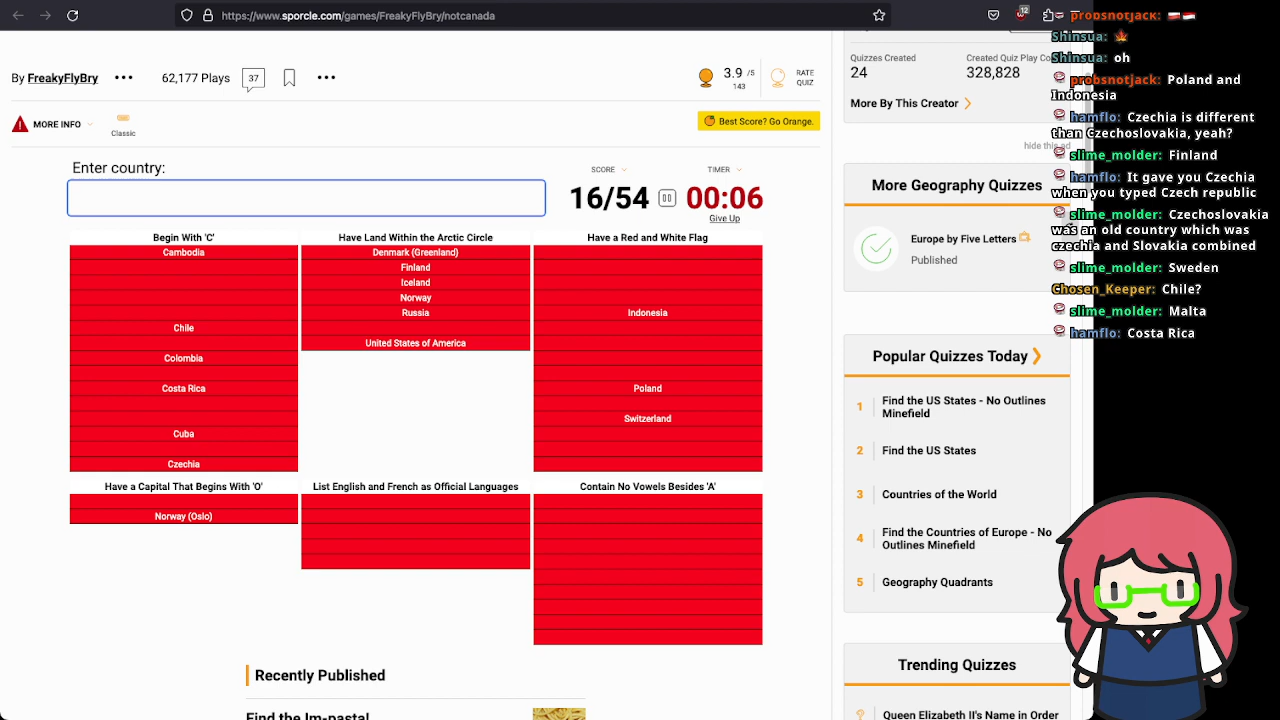 https://www.sporcle.com/games/FreakyFlyBry/notcanada
12
By FreakyFlyBry
62,177 Plays
37
3.9 /5
143
RATE QUIZ
MORE INFO
Classic
Best Score? Go Orange.
Enter country:
SCORE
16/54
TIMER
00:06
Give Up
Begin With 'C'
Cambodia
Chile
Colombia
Costa Rica
Cuba
Czechia
Have Land Within the Arctic Circle
Denmark (Greenland)
Finland
Iceland
Norway
Russia
United States of America
Have a Red and White Flag
Indonesia
Poland
Switzerland
Have a Capital That Begins With 'O'
Norway (Oslo)
List English and French as Official Languages
Contain No Vowels Besides 'A'
Recently Published
Find the Im-pasta!
Quizzes Created
24
Created Quiz Play Co
328,828
More By This Creator
hide this ad
More Geography Quizzes
Europe by Five Letters
Published
Popular Quizzes Today
1 Find the US States - No Outlines
Minefield
2 Find the US States
3 Countries of the World
4 Find the Countries of Europe - No
Outlines Minefield
5 Geography Quadrants
Trending Quizzes
Queen Elizabeth II's Name in Order
probsnotjack:
Shinsua:
Shinsua: oh
probsnotjack: Poland and
Indonesia
hamflo: Czechia is different
than Czechoslovakia, yeah?
slime_molder: Finland
hamflo: It gave you Czechia
when you typed Czech republic
slime_molder: Czechoslovakia
was an old country which was
czechia and Slovakia combined
slime_molder: Sweden
Chosen_Keeper: Chile?
slime_molder: Malta
hamflo: Costa Rica